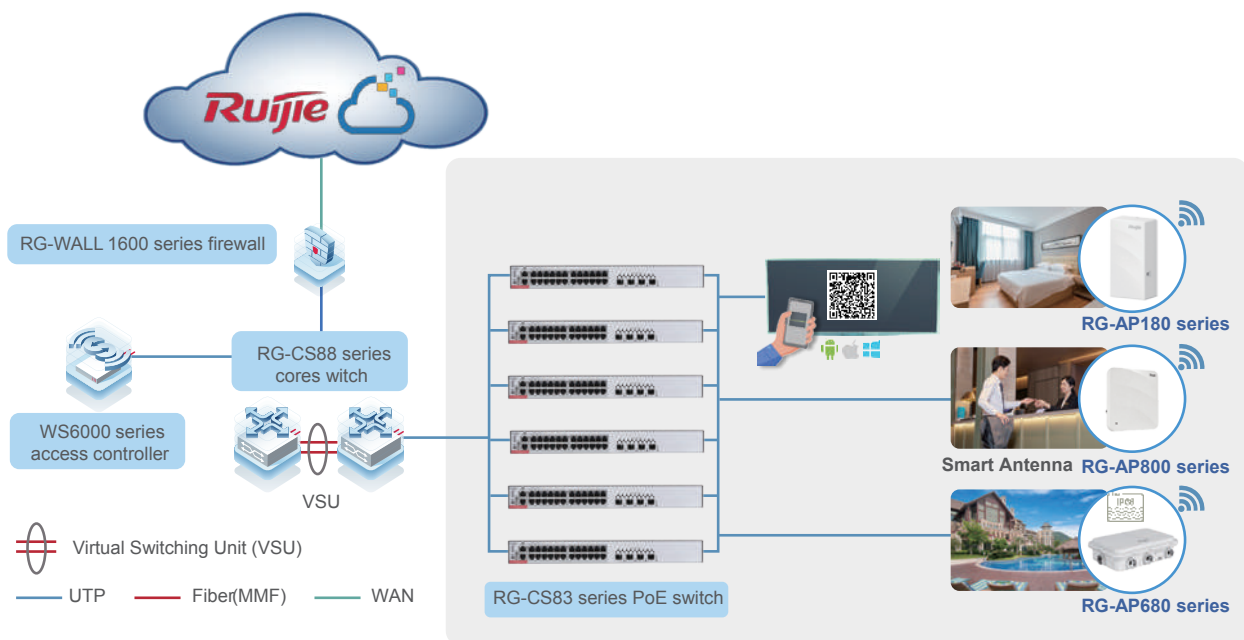 Ruijie
RG-WALL 1600 series firewall
RG-CS88 series
cores witch
WS6000 series
access controller
VSU
Virtual Switching Unit (VSU)
UTP
Fiber(MMF)
WAN
RG-CS83 series PoE switch
RG-AP180 series
Smart Antenna
RG-AP800 series
IP68
RG-AP680 series